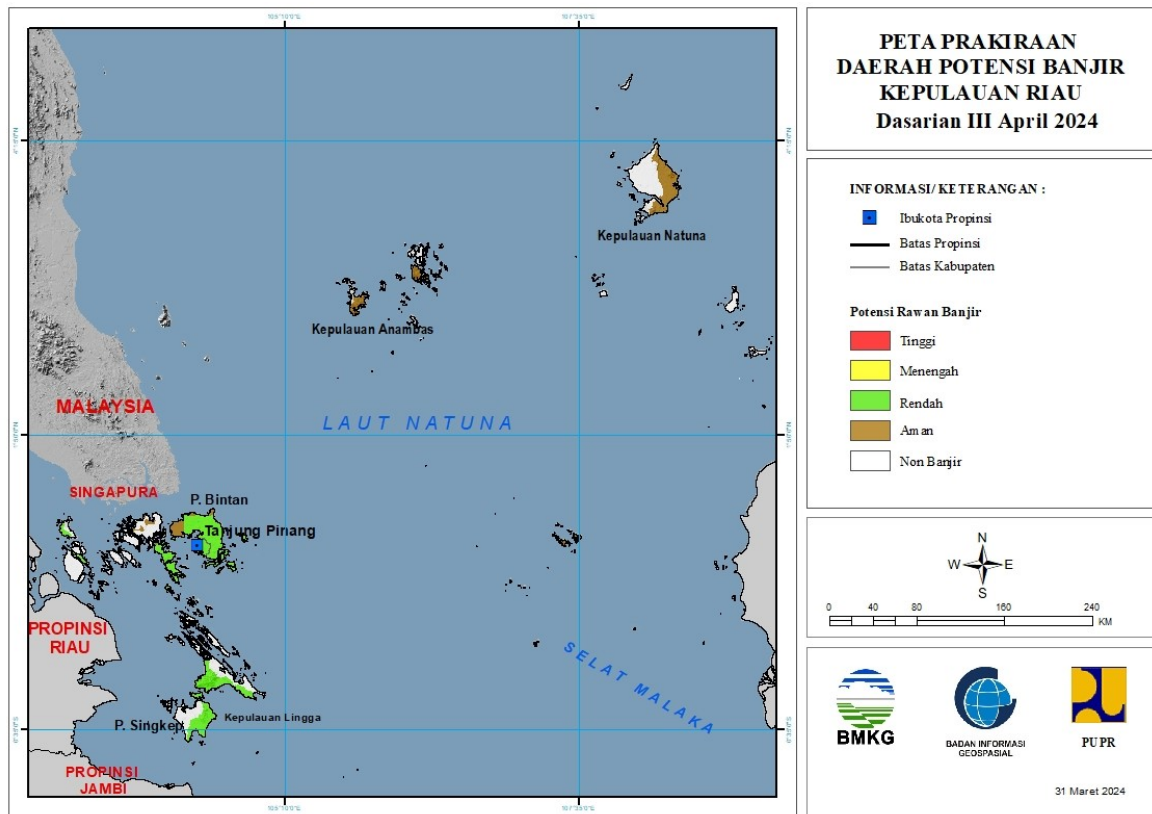 PETA PRAKIRAAN
DAERAH POTENSI BANJIR
KEPULAUAN RIAU
Dasarian III April 2024
INFORMASI/ KETERANGAN :
Ibukota Propinsi
Batas Propinsi
Batas Kabupaten
Potensi Rawan Banjir
Tinggi
Menengah
Rendah
Aman
Non Banjir
N
W E
S
0 40 80 160 240
KM
BMKG
BADAN INFORMASI
GEOSPASIAL
PUPR
31 Maret 2024
Kepulauan Natuna
Kepulauan Anambas
MALAYSIA
LAUT NATUNA
SINGAPURA
P. Bintan
Tanjung Pinang
PROPINSI
RIAU
SELAT MALAKA
Kepulauan Lingga
P. Singkep
PROPINSI
JAMBI